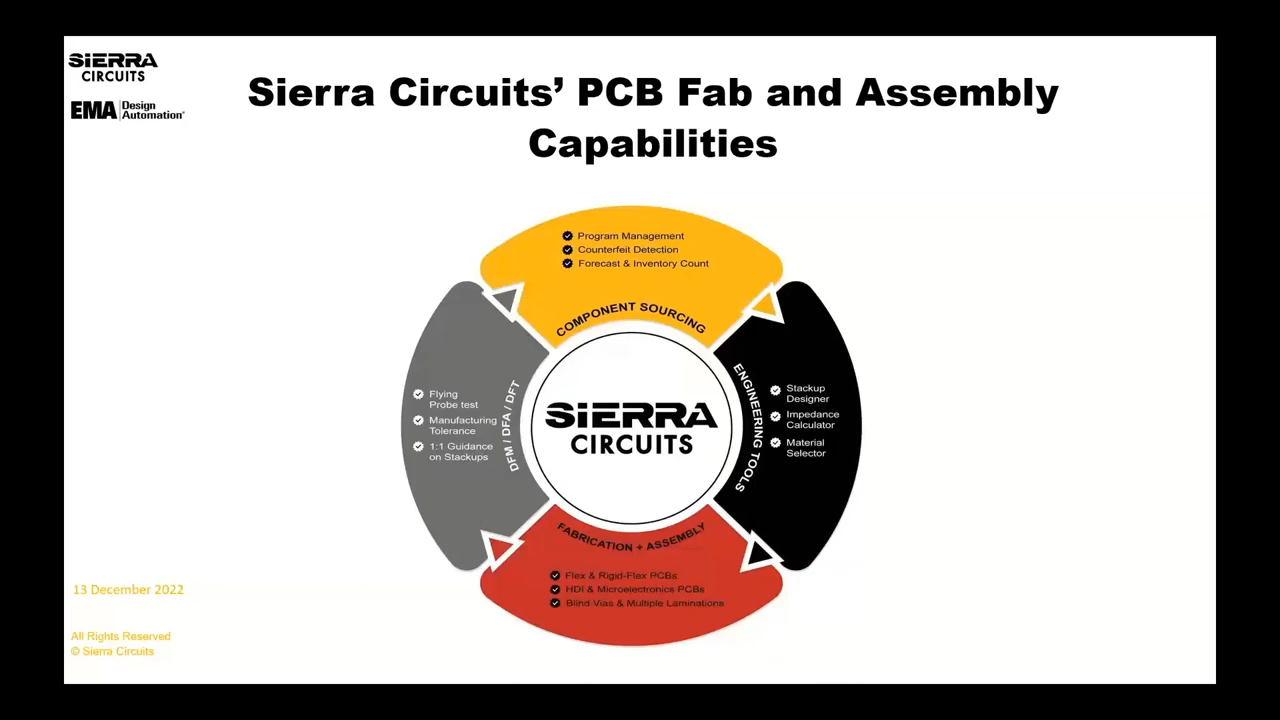 SIERRA
CIRCUITS
EMA Design
Automation®
Sierra Circuits’ PCB Fab and Assembly
Capabilities
Program Management
Counterfeit Detection
Forecast & Inventory Count
COMPONENT SOURCING
Flying
Probe test
Manufacturing
Tolerance
1:1 Guidance
on Stackups
DFM / DFA / DFT
SIERRA
CIRCUITS
ENGINEERING TOOLS
Stackup
Designer
Impedance
Calculator
Material
Selector
FABRICATION + ASSEMBLY
Flex & Rigid-Flex PCBs
HDI & Microelectronics PCBs
Blind Vias & Multiple Laminations
13 December 2022
All Rights Reserved
© Sierra Circuits